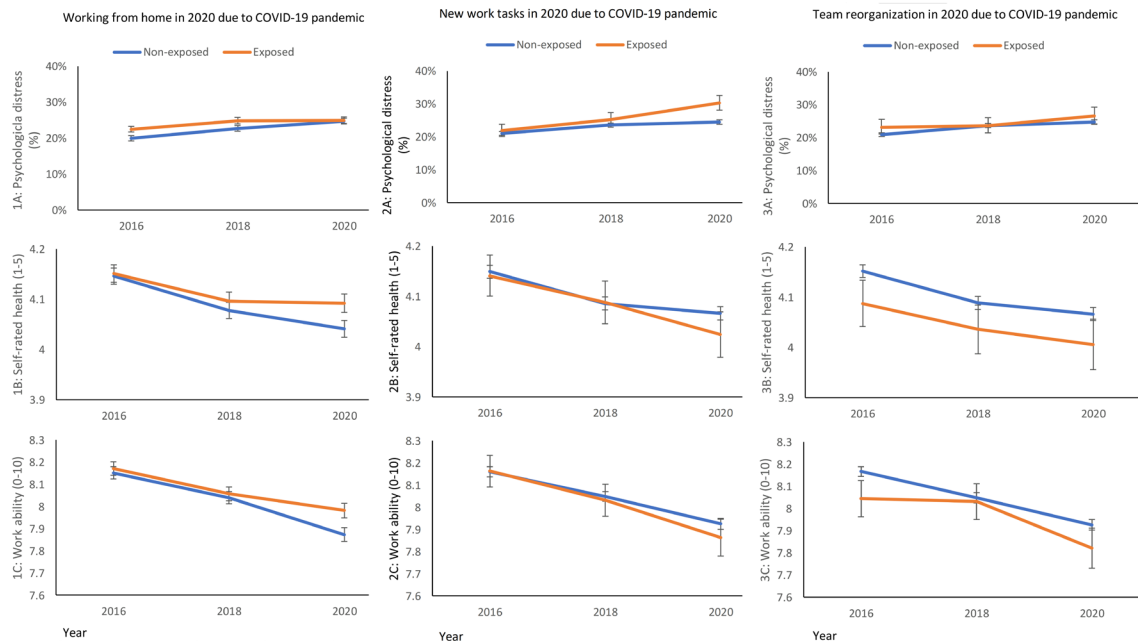 Working from home in 2020 due to COVID-19 pandemic
Non-exposed Exposed
1A: Psychologicla distress
(%)
40%
30%
20%
10%
0%
2016 2018 2020
1B: Self-rated health (1-5)
4.2
4.1
4
3.9
2016 2018 2020
1C: Work ability (0-10)
8.3
8.2
8.1
8
7.9
7.8
7.7
7.6
2016 2018 2020
Year
New work tasks in 2020 due to COVID-19 pandemic
Non-exposed Exposed
2A: Psychological distress
(%)
40%
30%
20%
10%
0%
2016 2018 2020
2B: Self-rated health (1-5)
4.2
4.1
4
3.9
2016 2018 2020
2C: Work ability (0-10)
8.3
8.2
8.1
8
7.9
7.8
7.7
7.6
2016 2018 2020
Year
Team reorganization in 2020 due to COVID-19 pandemic
Non-exposed Exposed
3A: Psychological distress
(%)
40%
30%
20%
10%
0%
2016 2018 2020
3B: Self-rated health (1-5)
4.2
4.1
4
3.9
2016 2018 2020
3C: Work ability (0-10)
8.3
8.2
8.1
8
7.9
7.8
7.7
7.6
2016 2018 2020
Year